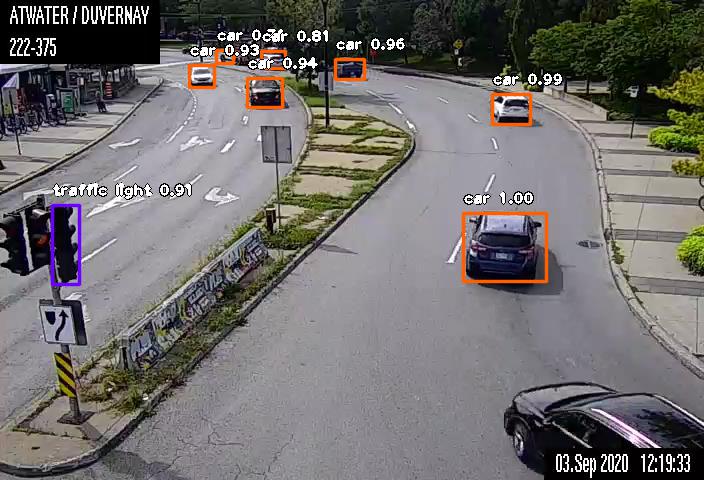 ATWATER / DUVERNAY
222-375
car 0.81
car 0.93
car 0.94
car 0.96
car 0.99
traffic light 0.91
car 1.00
03.Sep 2020 12:19:33